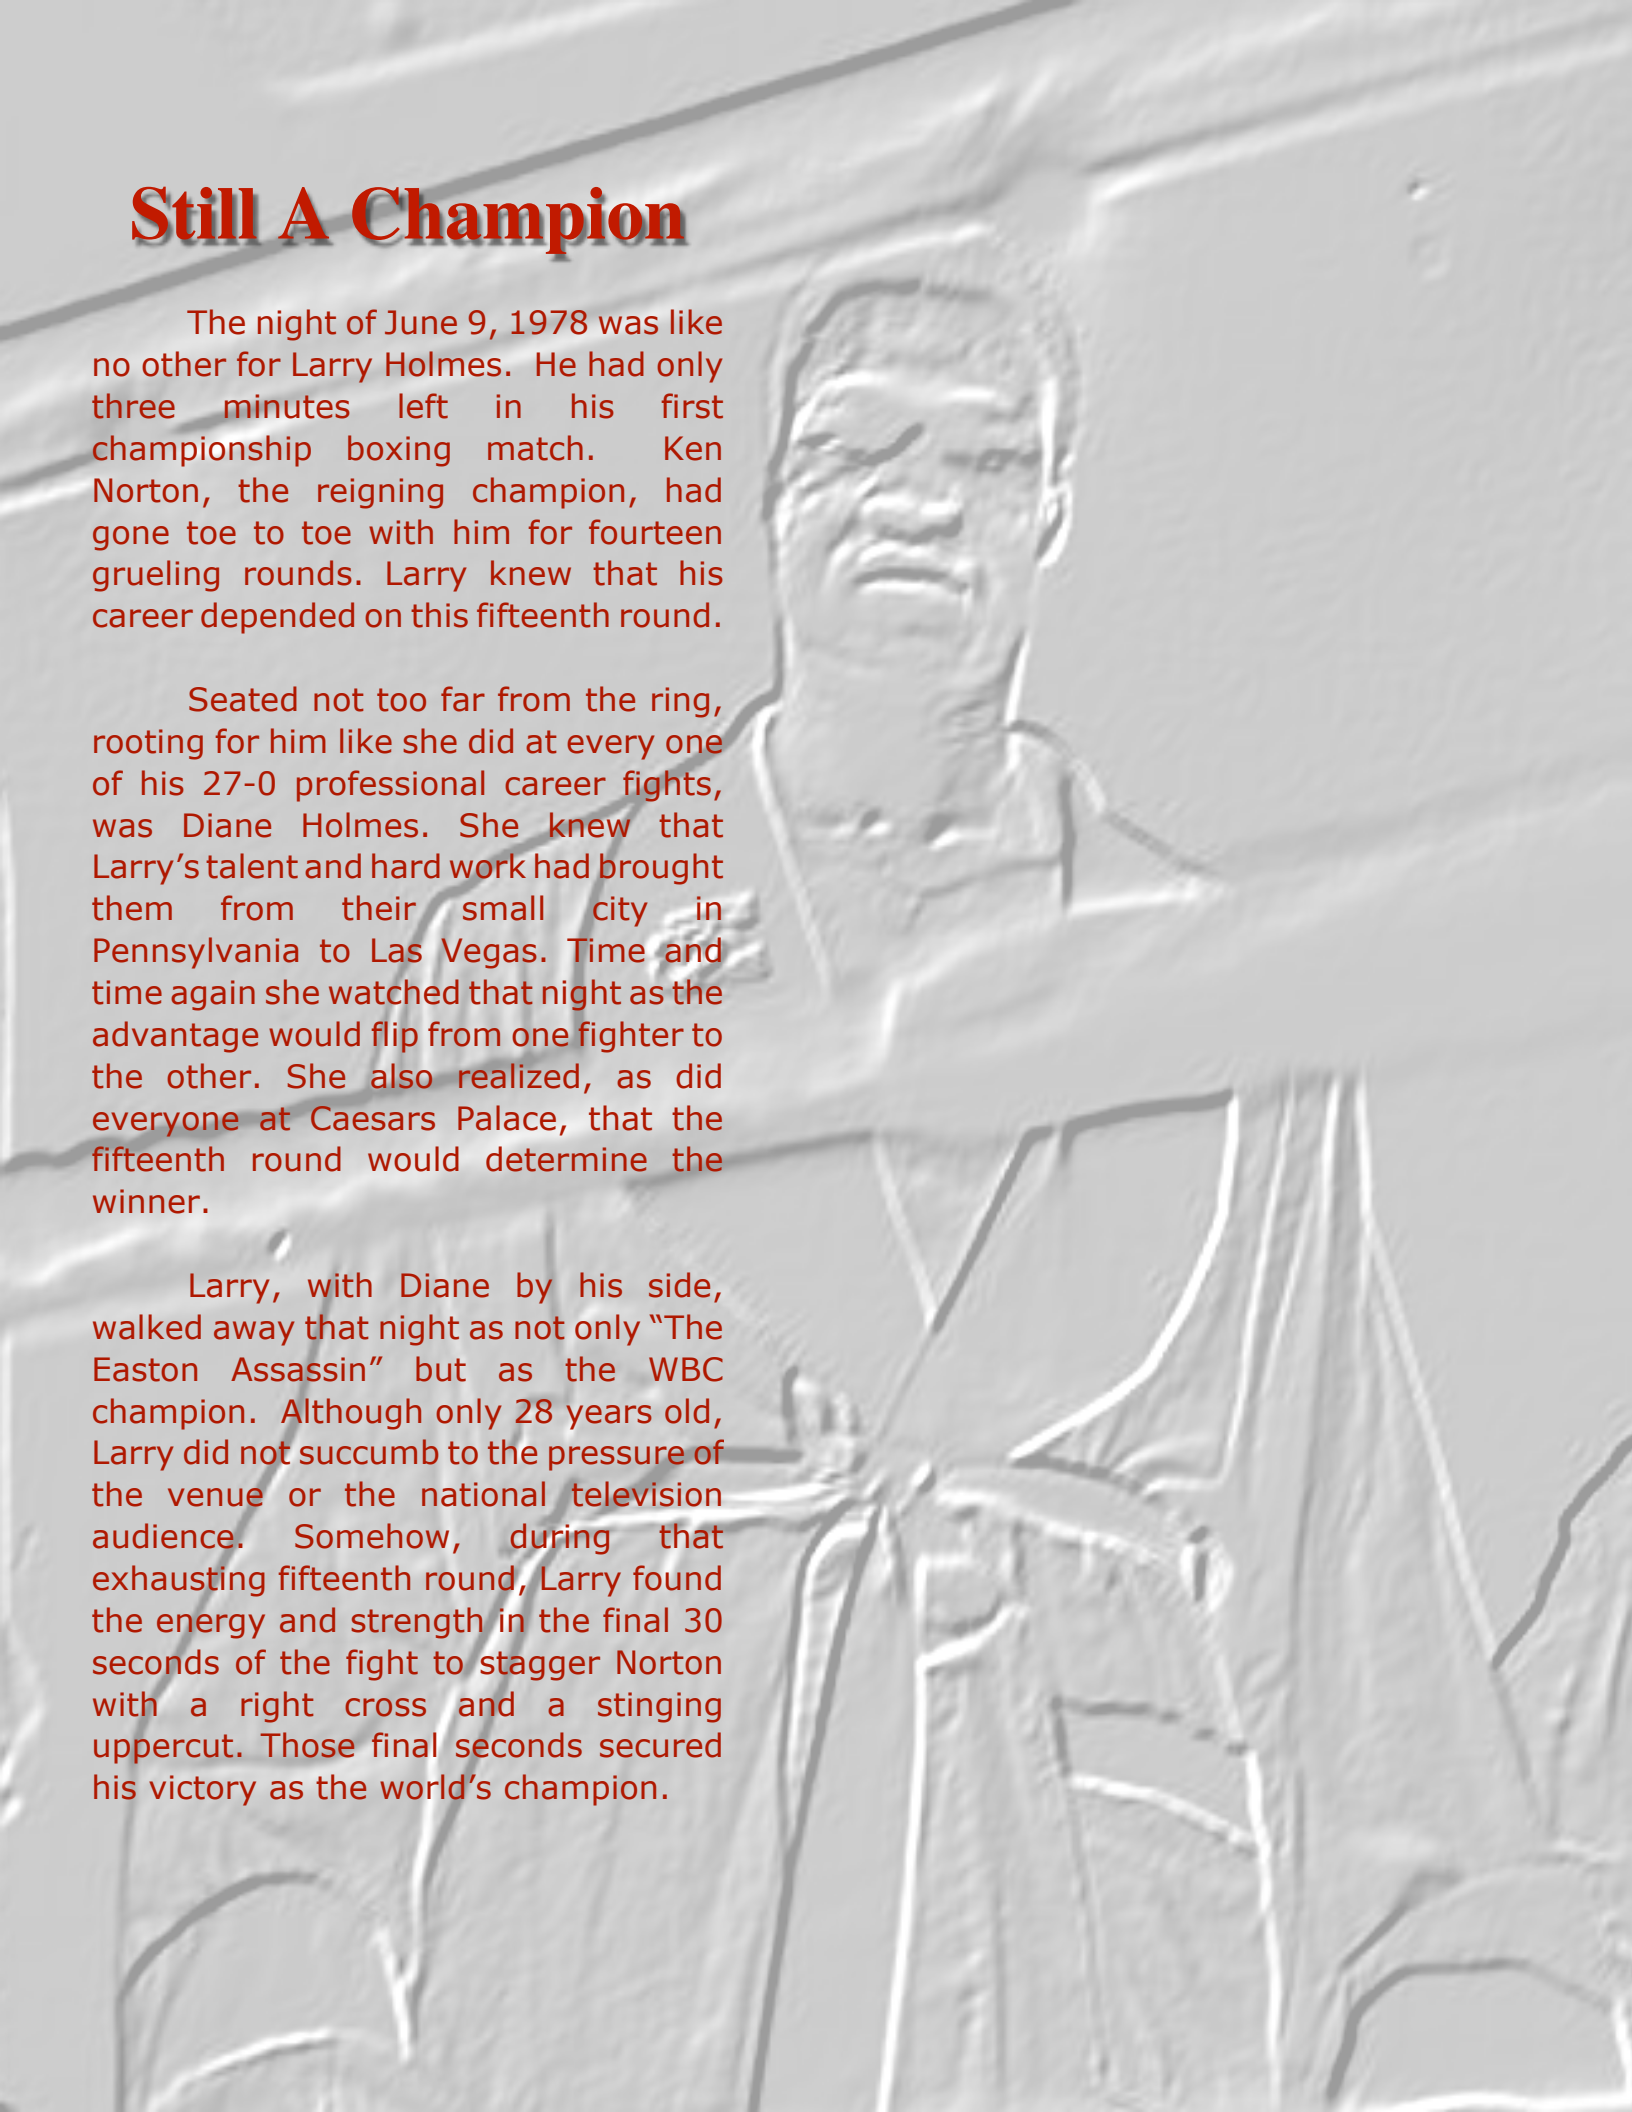 Still A Champion
The night of June 9, 1978 was like
no other for Larry Holmes. He had only
three minutes left in his first
championship boxing match. Ken
Norton, the reigning champion, had
gone toe to toe with him for fourteen
grueling rounds. Larry knew that his
career depended on this fifteenth round.
Seated not too far from the ring,
rooting for him like she did at every one
of his 27-0 professional career fights,
was Diane Holmes. She knew that
Larry’s talent and hard work had brought
them from their small city in
Pennsylvania to Las Vegas. Time and
time again she watched that night as the
advantage would flip from one fighter to
the other. She also realized, as did
everyone at Caesars Palace, that the
fifteenth round would determine the
winner.
Larry, with Diane by his side,
walked away that night as not only “The
Easton Assassin” but as the WBC
champion. Although only 28 years old,
Larry did not succumb to the pressure of
the venue or the national television
audience. Somehow, during that
exhausting fifteenth round, Larry found
the energy and strength in the final 30
seconds of the fight to stagger Norton
with a right cross and a stinging
uppercut. Those final seconds secured
his victory as the world’s champion.